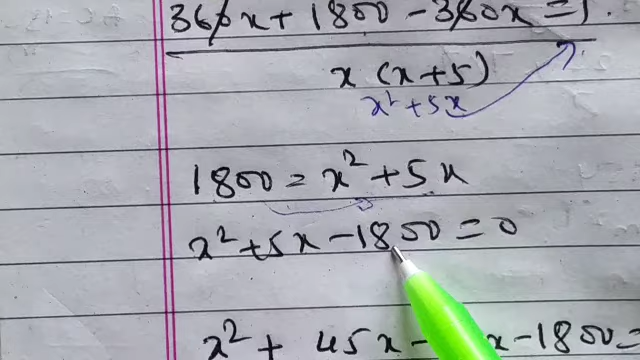 360x + 1800 - 360x = 1.
x (x + 5)
x² + 5x
1800 = x² + 5x
x² + 5x - 1800 = 0
x² + 45x - x - 1800 =